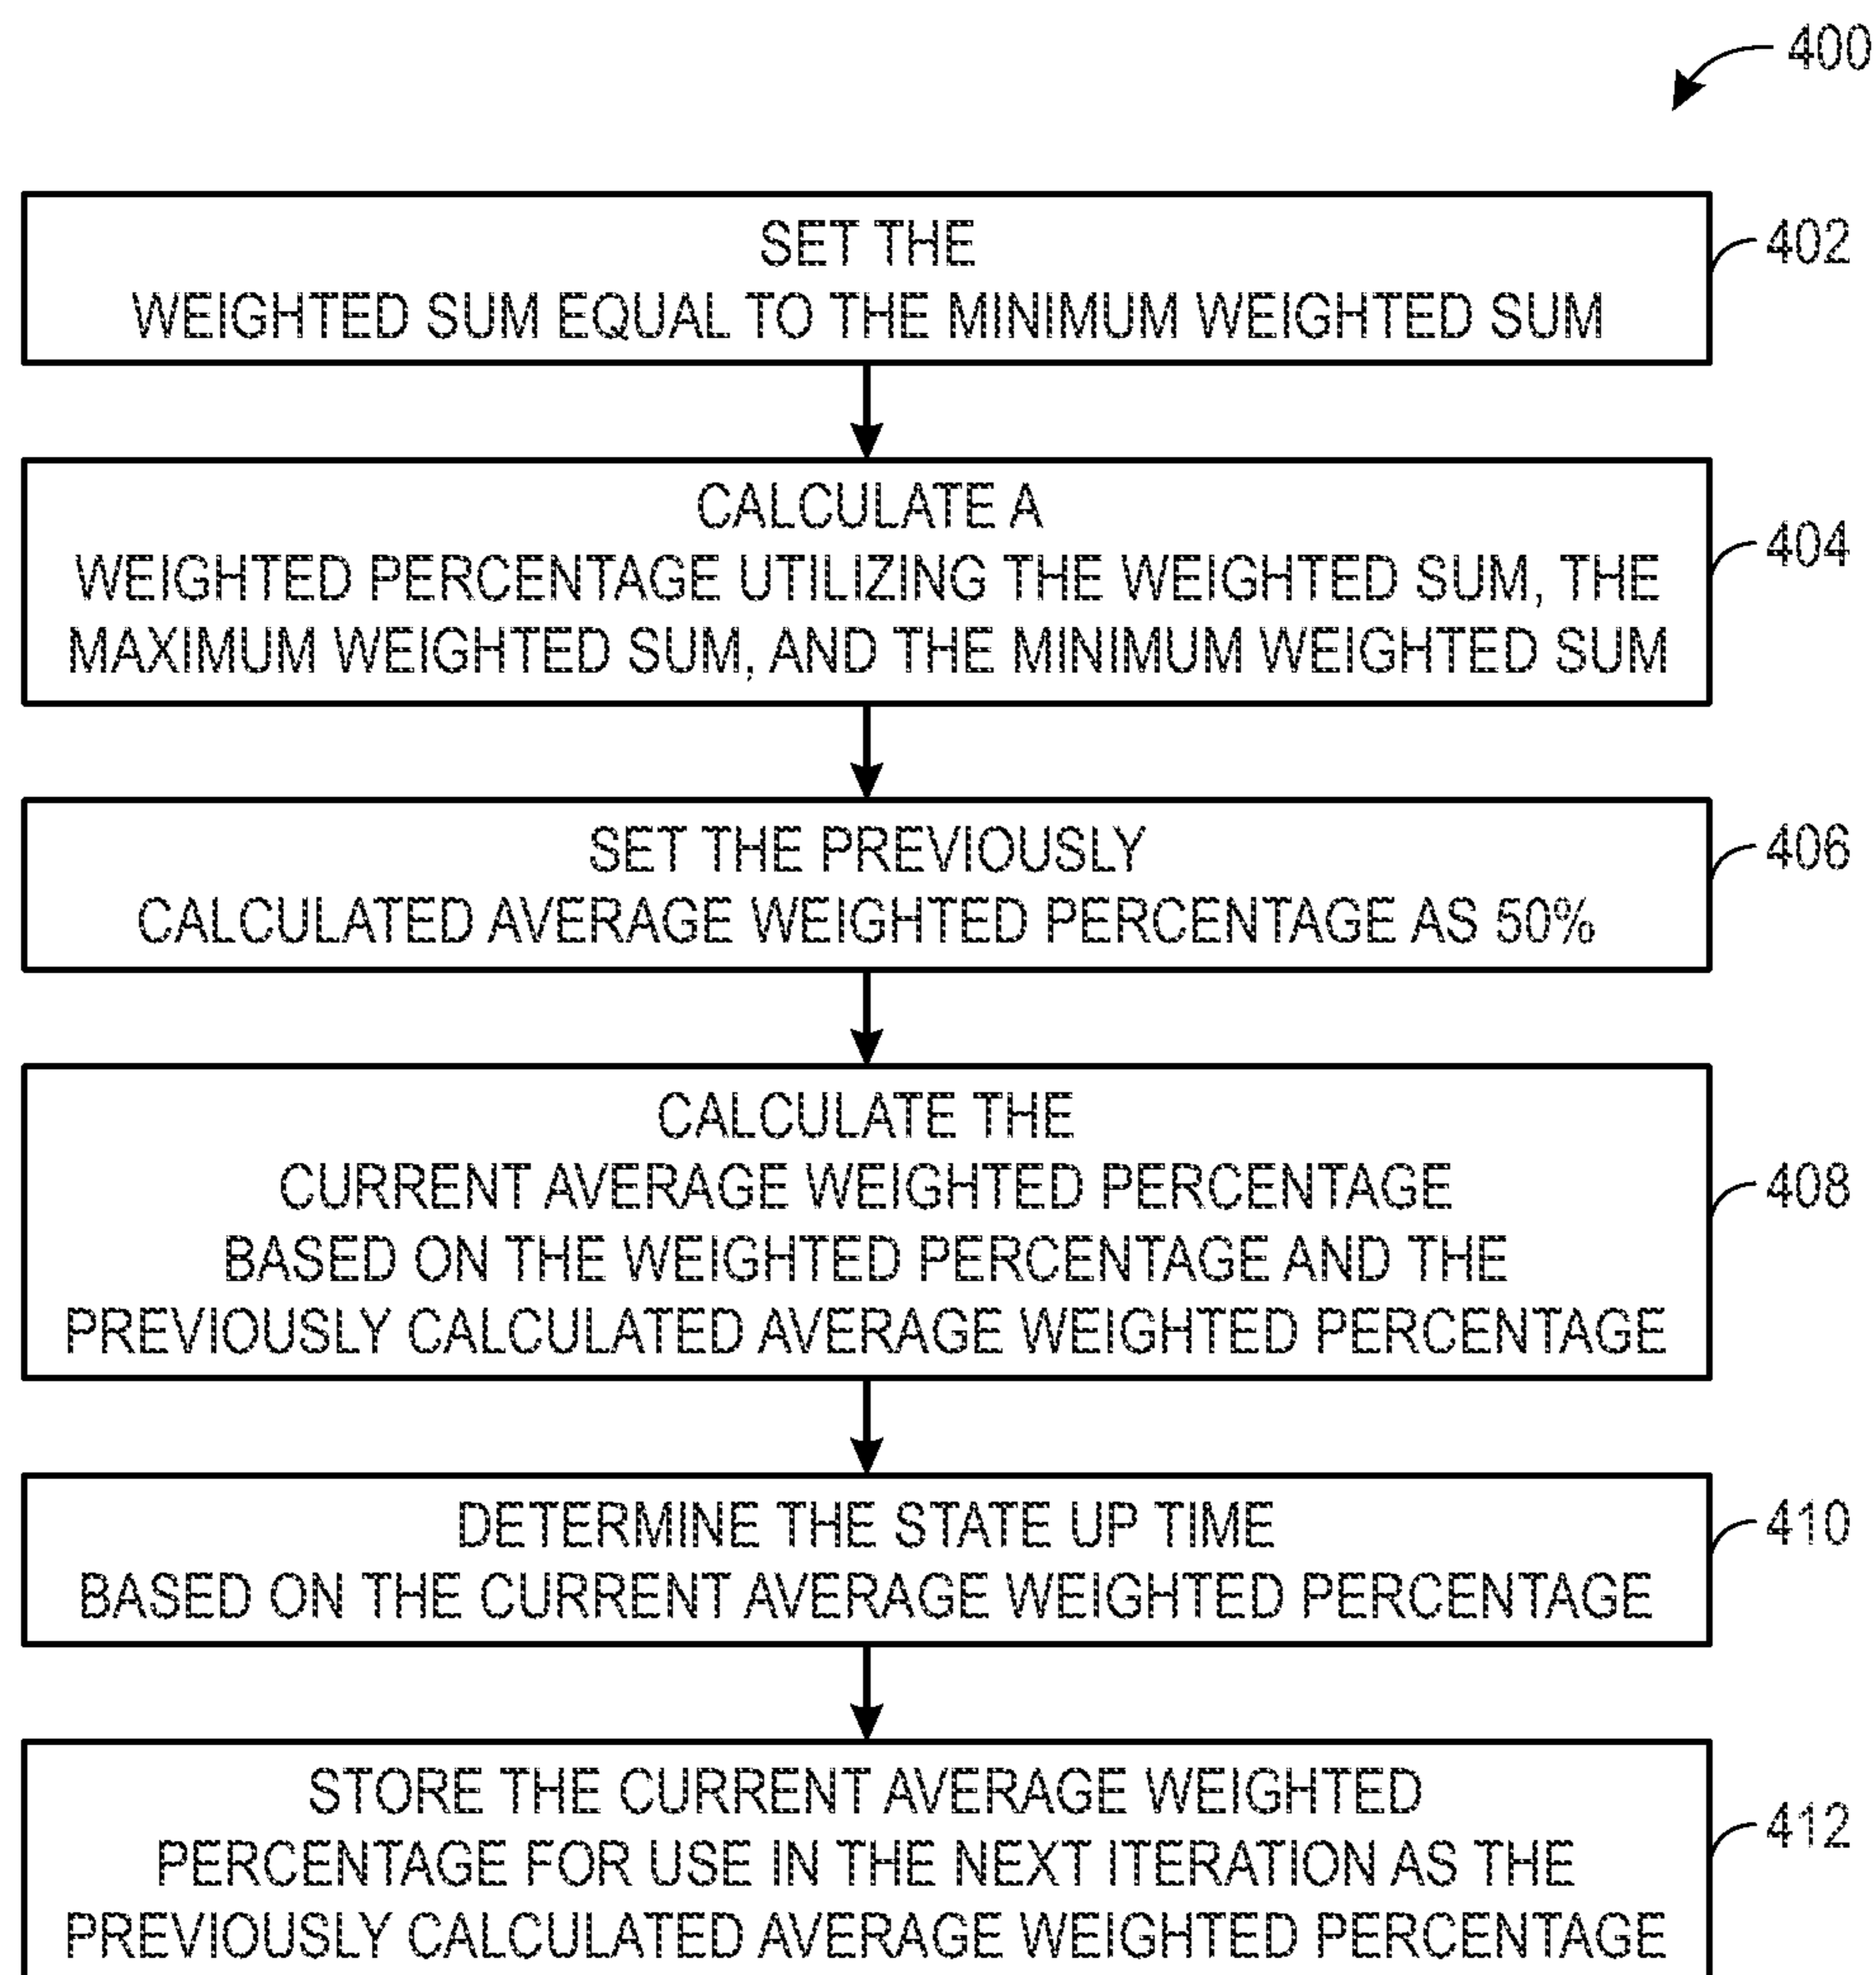 400
SET THE
WEIGHTED SUM EQUAL TO THE MINIMUM WEIGHTED SUM
402
CALCULATE A
WEIGHTED PERCENTAGE UTILIZING THE WEIGHTED SUM, THE
MAXIMUM WEIGHTED SUM, AND THE MINIMUM WEIGHTED SUM
404
SET THE PREVIOUSLY
CALCULATED AVERAGE WEIGHTED PERCENTAGE AS 50%
406
CALCULATE THE
CURRENT AVERAGE WEIGHTED PERCENTAGE
BASED ON THE WEIGHTED PERCENTAGE AND THE
PREVIOUSLY CALCULATED AVERAGE WEIGHTED PERCENTAGE
408
DETERMINE THE STATE UP TIME
BASED ON THE CURRENT AVERAGE WEIGHTED PERCENTAGE
410
STORE THE CURRENT AVERAGE WEIGHTED
PERCENTAGE FOR USE IN THE NEXT ITERATION AS THE
PREVIOUSLY CALCULATED AVERAGE WEIGHTED PERCENTAGE
412